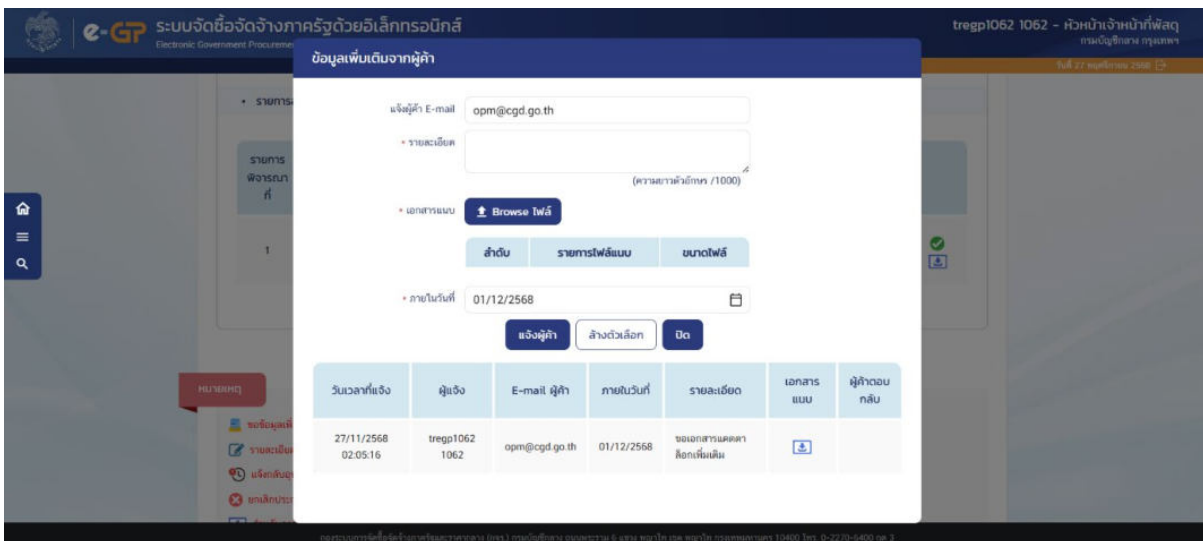 e-GP ระบบจัดซื้อจัดจ้างภาครัฐด้วยอิเล็กทรอนิกส์
Electronic Government Procureme
tregp1062 1062 - หัวหน้าเจ้าหน้าที่พัสดุ
กรมบัญชีกลาง กรุงเทพฯ
วันที่ 27 พฤศจิกายน 2568
ข้อมูลเพิ่มเติมจากผู้ค้า
แจ้งผู้ค้า E-mail opm@cgd.go.th
* รายละเอียด
(ความยาวตัวอักษร /1000)
* เอกสารแนบ Browse ไฟล์
ลำดับ รายการไฟล์แนบ ขนาดไฟล์
* ภายในวันที่ 01/12/2568
แจ้งผู้ค้า ล้างตัวเลือก ปิด
วันเวลาที่แจ้ง ผู้แจ้ง E-mail ผู้ค้า ภายในวันที่ รายละเอียด เอกสาร ผู้ค้าตอบ
แนบ กลับ
27/11/2568 tregp1062 opm@cgd.go.th 01/12/2568 ขอเอกสารแคตตา
02:05:16 1062 ล็อกเพิ่มเติม
รายการ
พิจารณา
ที่
1
หมายเหตุ